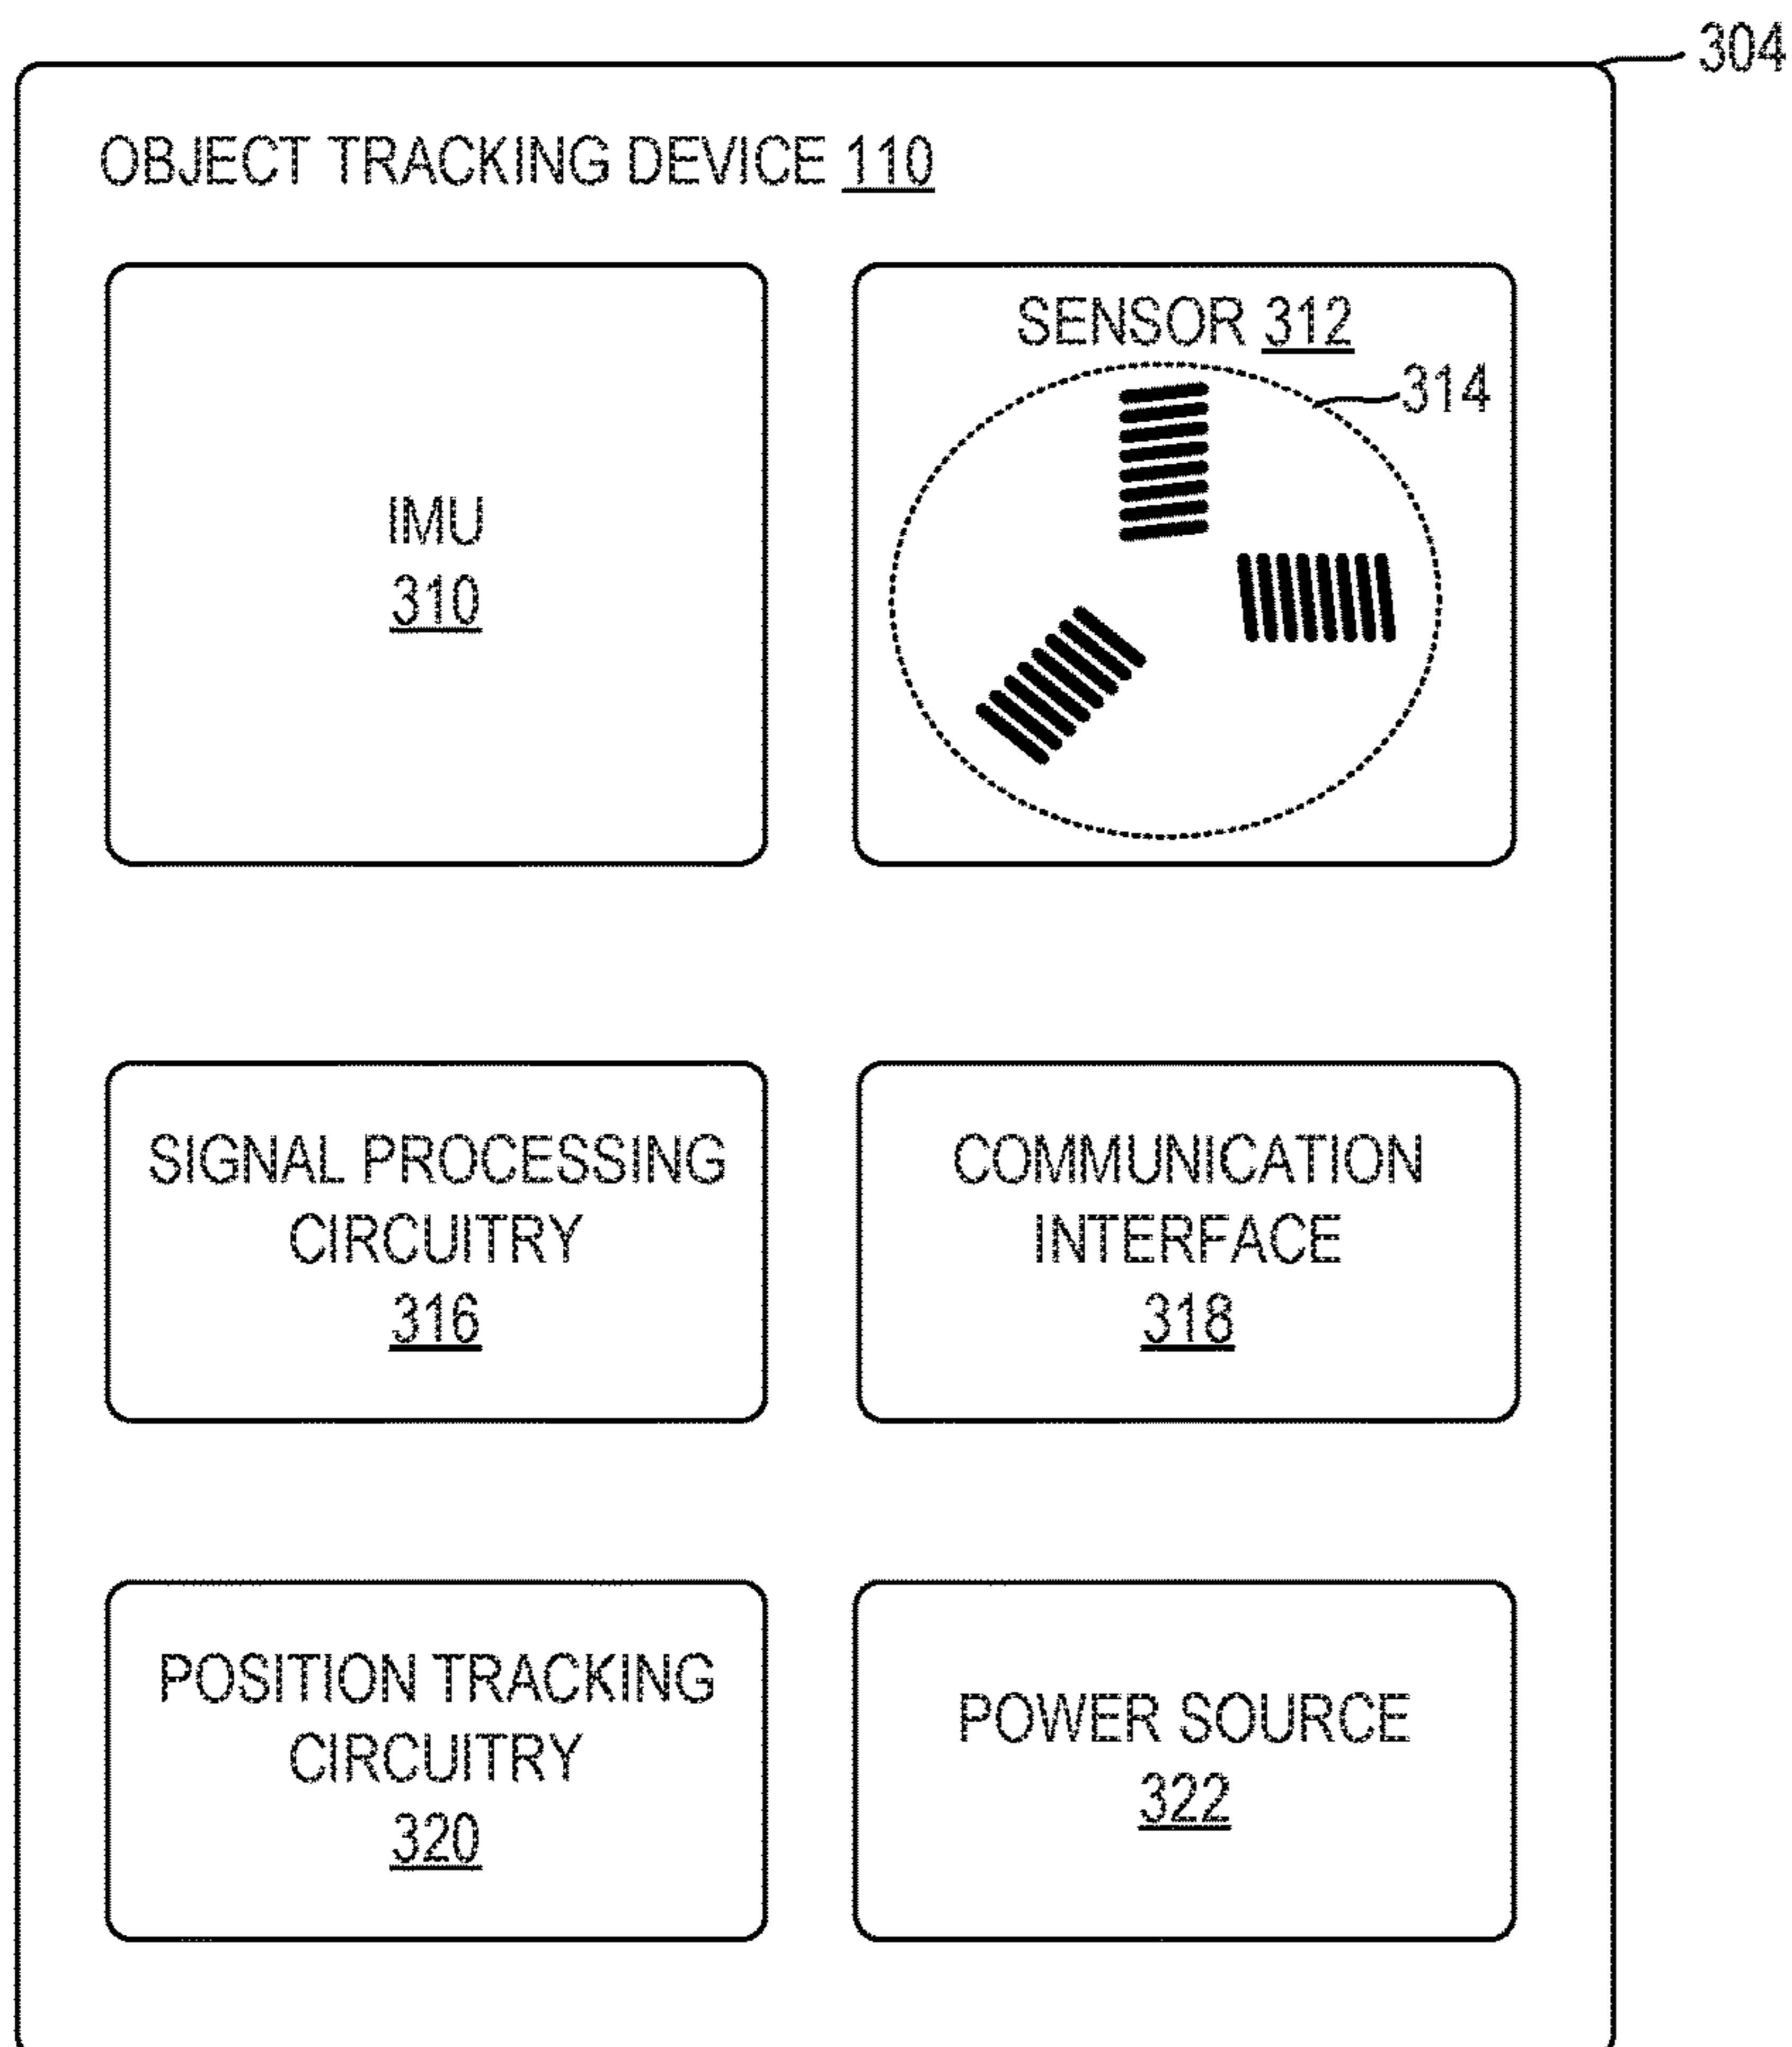 304
OBJECT TRACKING DEVICE 110
IMU
310
SENSOR 312
314
SIGNAL PROCESSING
CIRCUITRY
316
COMMUNICATION
INTERFACE
318
POSITION TRACKING
CIRCUITRY
320
POWER SOURCE
322